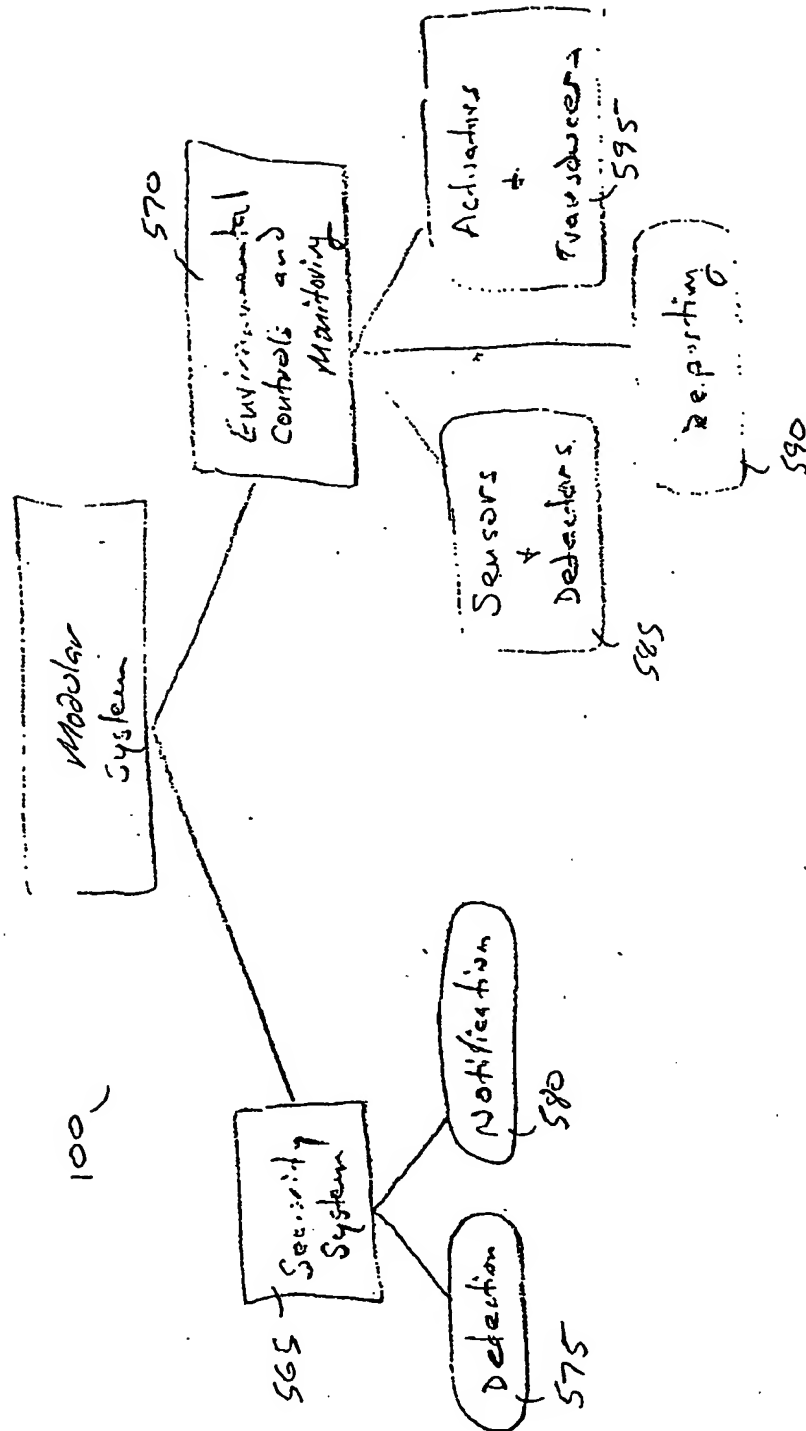 100
Modular
System
565
Security
System
570
Environmental
Controls and
Monitoring
Detection
575
Notification
580
Sensors
+
Detectors
585
Reporting
590
Activators
+
Transducers
595